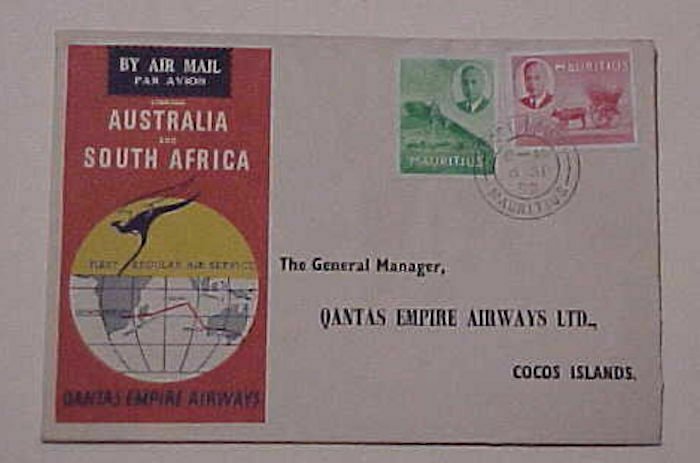 BY AIR MAIL
PAR AVION
AUSTRALIA
AND
SOUTH AFRICA
FIRST REGULAR AIR SERVICE
QANTAS EMPIRE AIRWAYS
MAURITIUS
MAURITIUS
MAURITIUS
The General Manager,
QANTAS EMPIRE AIRWAYS LTD.,
COCOS ISLANDS.